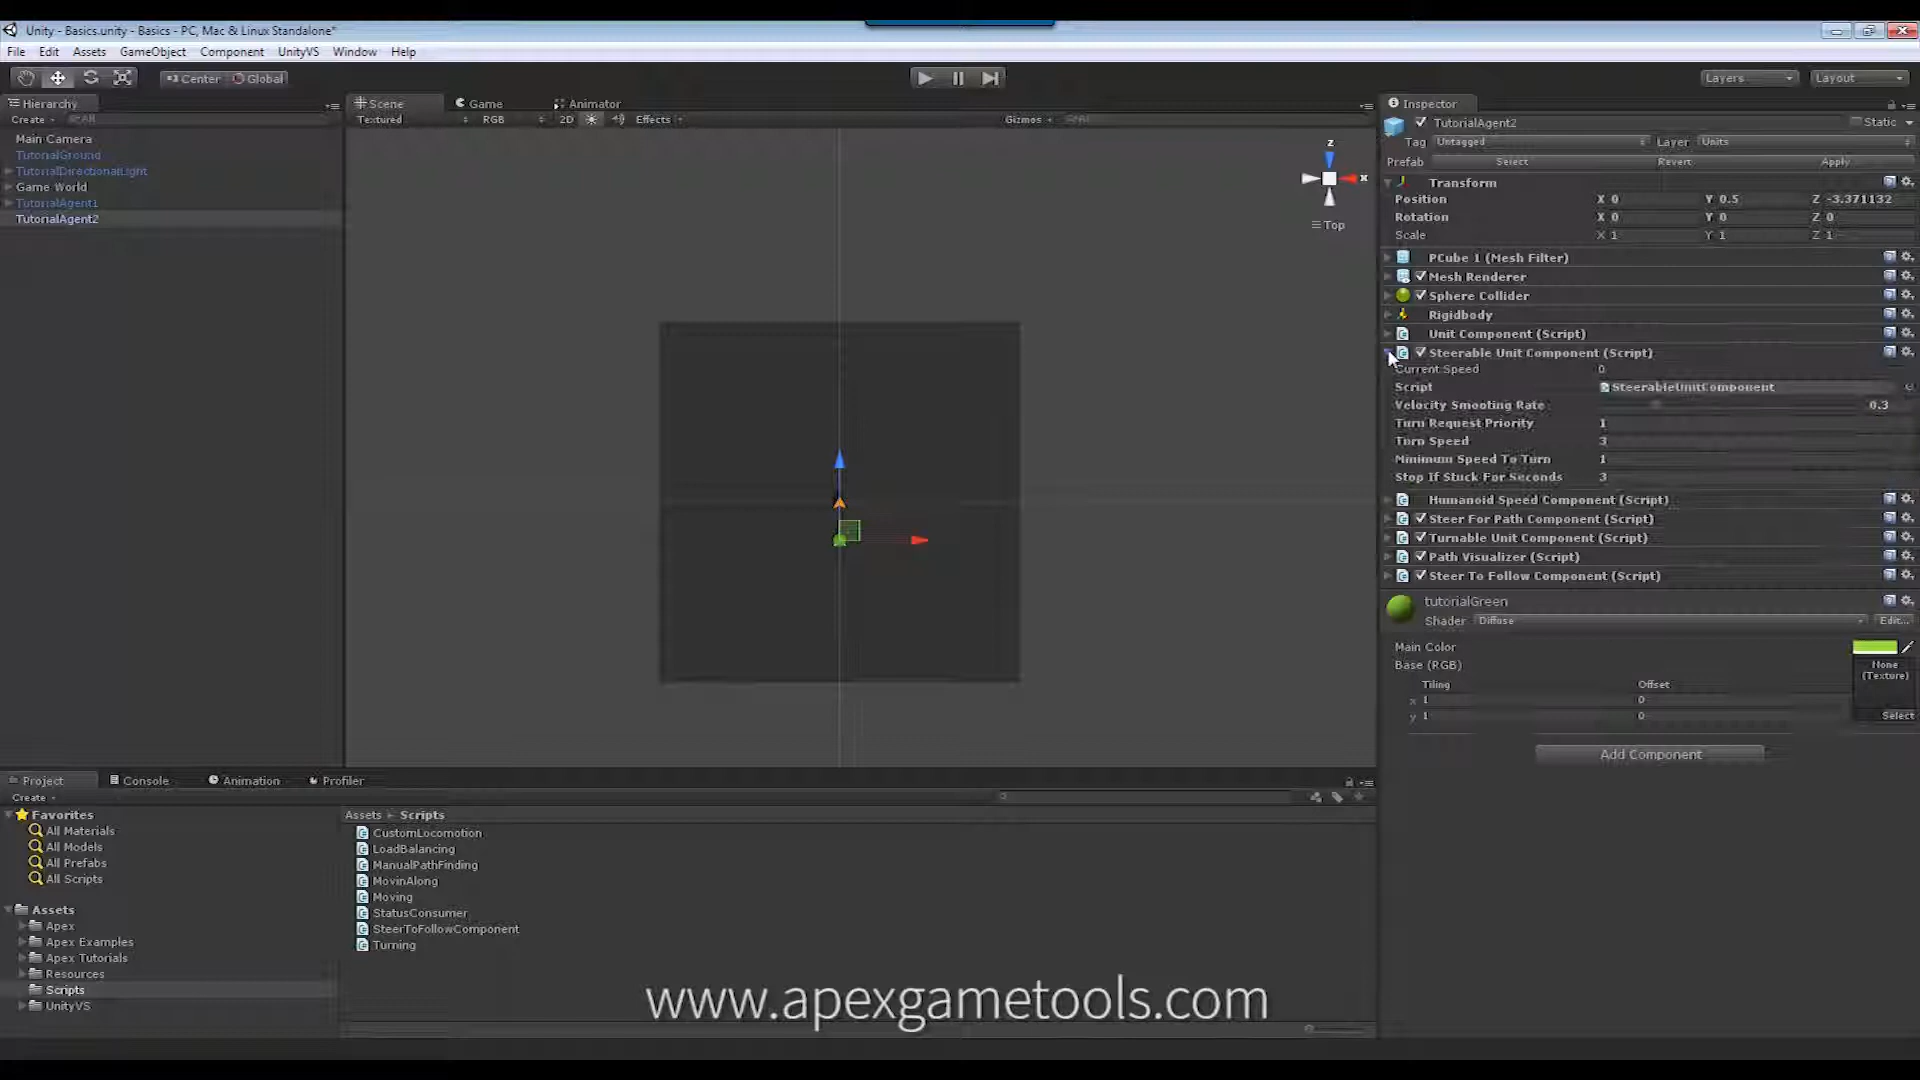 Unity - Basics.unity - PC, Mac & Linux Standalone*
File Edit Assets GameObject Component UnityVS Window Help
Center Global
Layers Layout
Hierarchy
Create
Main Camera
TutorialGround
TutorialDirectionalLight
Game World
TutorialAgent1
TutorialAgent2
Scene Game Animator
Textured RGB 2D Effects Gizmos
z
x
Top
Inspector
TutorialAgent2 Static
Tag Untagged Layer Units
Prefab Select Revert Apply
Transform
Position X 0 Y 0.5 Z -3.371132
Rotation X 0 Y 0 Z 0
Scale X 1 Y 1 Z 1
PCube 1 (Mesh Filter)
Mesh Renderer
Sphere Collider
Rigidbody
Unit Component (Script)
Steerable Unit Component (Script)
Current Speed 0
Script SteerableUnitComponent
Velocity Smooting Rate 0.3
Turn Request Priority 1
Turn Speed 3
Minimum Speed To Turn 1
Stop If Stuck For Seconds 3
Humanoid Speed Component (Script)
Steer For Path Component (Script)
Turnable Unit Component (Script)
Path Visualizer (Script)
Steer To Follow Component (Script)
tutorialGreen
Shader Diffuse Edit...
Main Color
Base (RGB)
None
(Texture)
Tiling Offset
x 1 0
y 1 0
Select
Add Component
Project Console Animation Profiler
Create
Favorites
All Materials
All Models
All Prefabs
All Scripts
Assets
Apex
Apex Examples
Apex Tutorials
Resources
Scripts
UnityVS
Assets Scripts
CustomLocomotion
LoadBalancing
ManualPathFinding
MovinAlong
Moving
StatusConsumer
SteerToFollowComponent
Turning
www.apexgametools.com